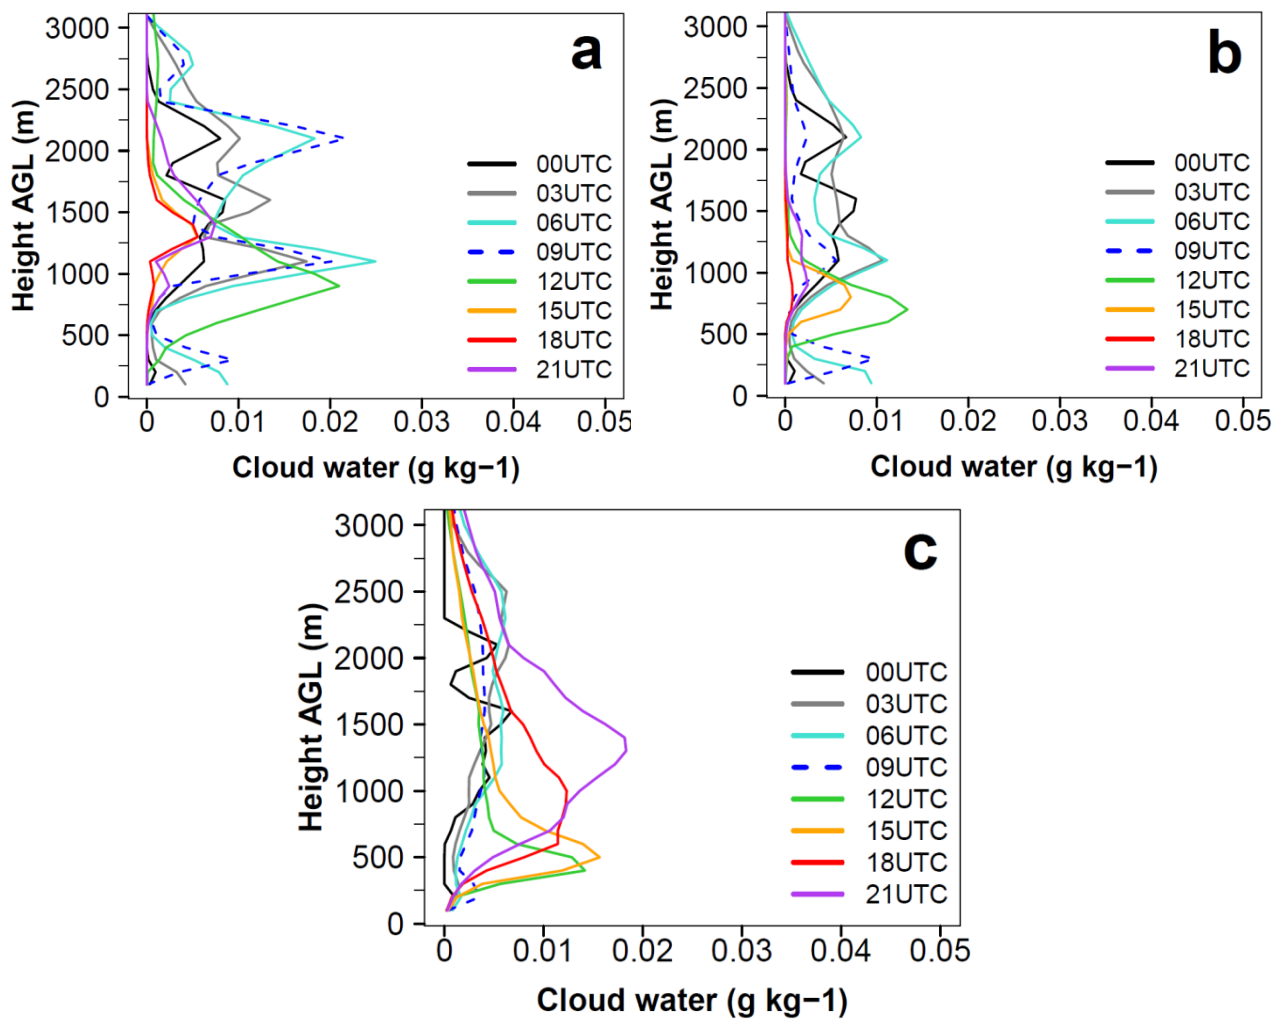 a
Height AGL (m)
3000
2500
2000
1500
1000
500
0
00UTC
03UTC
06UTC
09UTC
12UTC
15UTC
18UTC
21UTC
0 0.01 0.02 0.03 0.04 0.05
Cloud water (g kg−1)
b
Height AGL (m)
3000
2500
2000
1500
1000
500
0
00UTC
03UTC
06UTC
09UTC
12UTC
15UTC
18UTC
21UTC
0 0.01 0.02 0.03 0.04 0.05
Cloud water (g kg−1)
c
Height AGL (m)
3000
2500
2000
1500
1000
500
0
00UTC
03UTC
06UTC
09UTC
12UTC
15UTC
18UTC
21UTC
0 0.01 0.02 0.03 0.04 0.05
Cloud water (g kg−1)